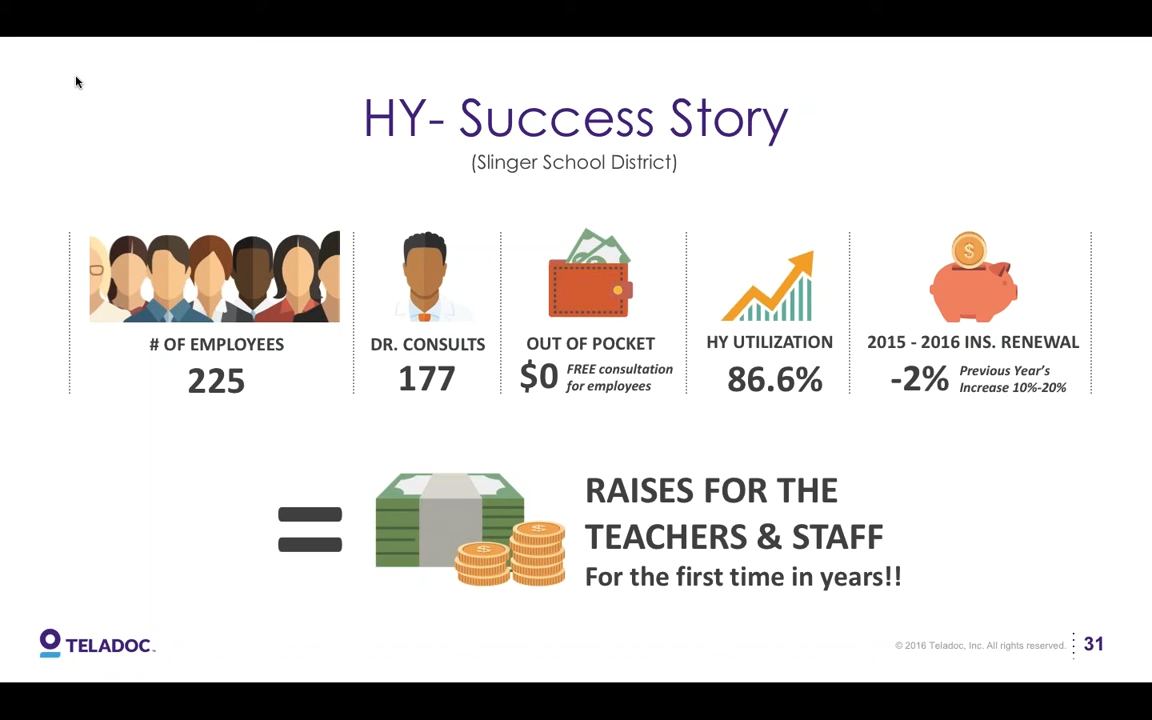 HY- Success Story
(Slinger School District)
# OF EMPLOYEES
225
DR. CONSULTS
177
OUT OF POCKET
$0 FREE consultation
for employees
HY UTILIZATION
86.6%
2015 - 2016 INS. RENEWAL
-2% Previous Year's
Increase 10%-20%
= RAISES FOR THE
TEACHERS & STAFF
For the first time in years!!
TELADOC™
© 2016 Teladoc, Inc. All rights reserved. 31